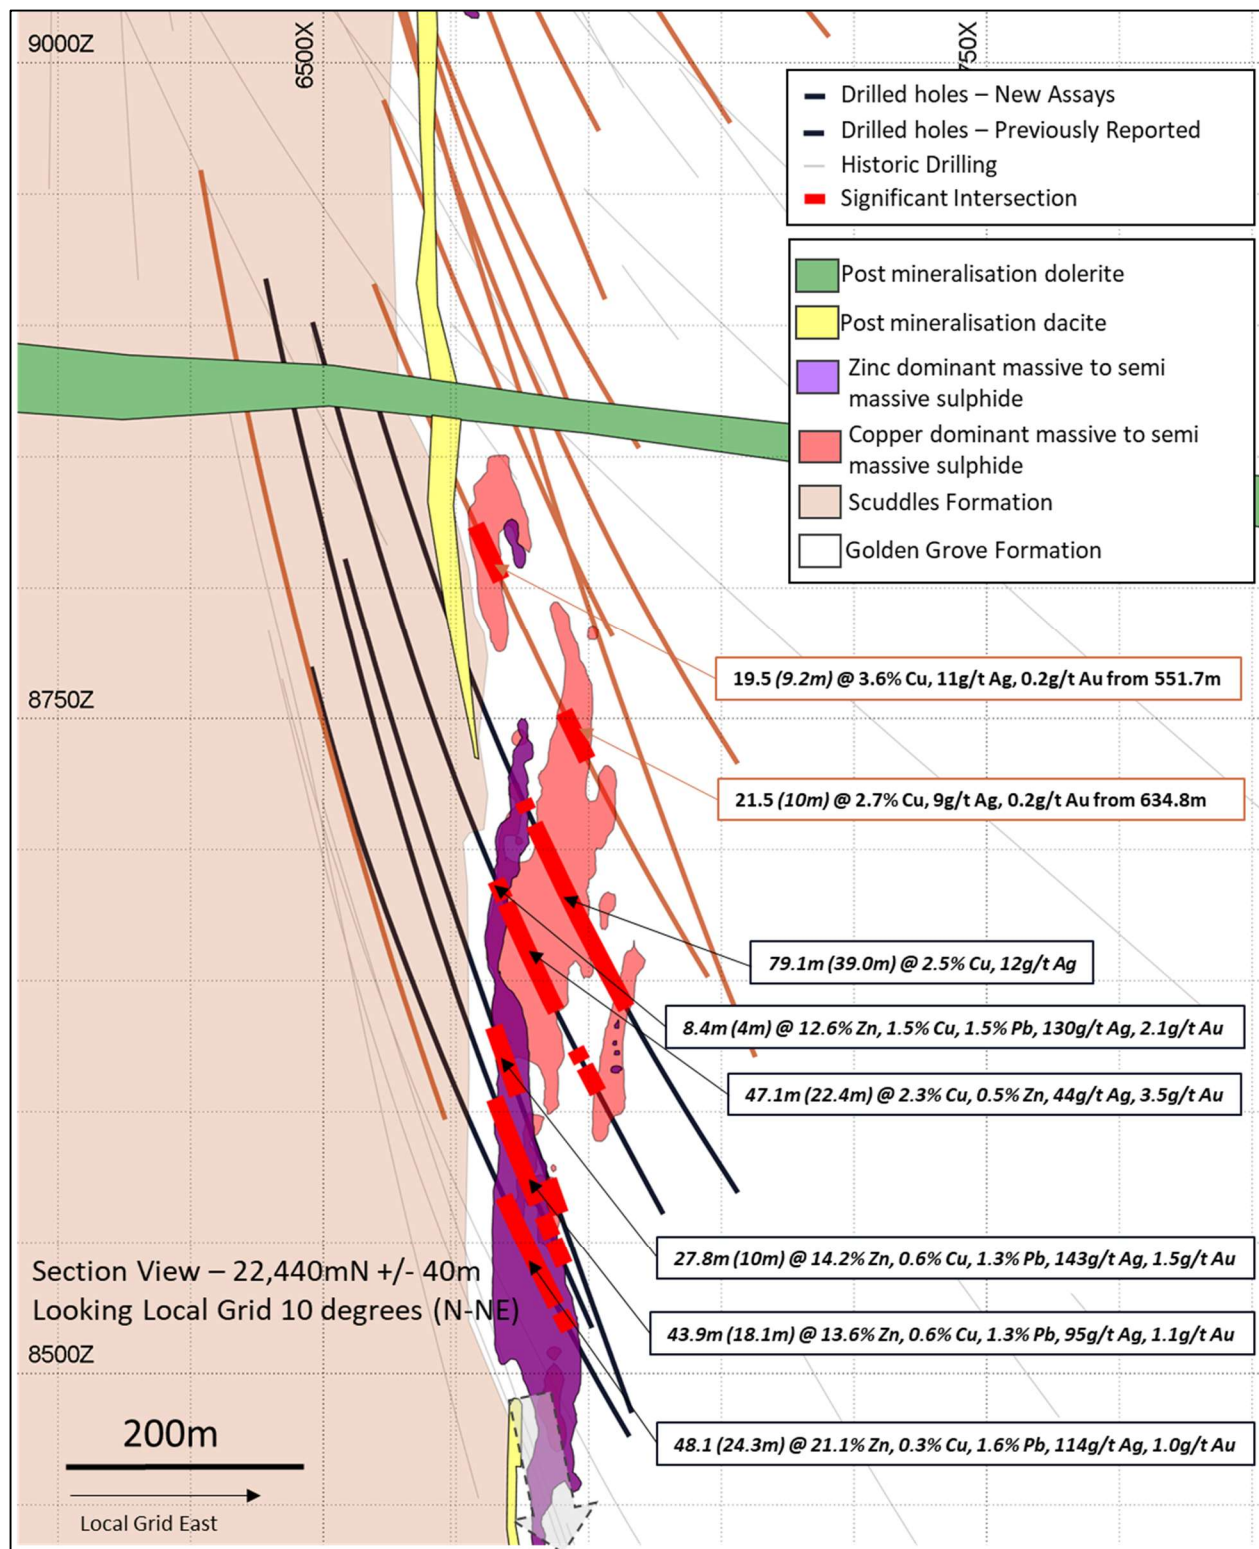 9000Z
6500X
750X
Drilled holes – New Assays
Drilled holes – Previously Reported
Historic Drilling
Significant Intersection
Post mineralisation dolerite
Post mineralisation dacite
Zinc dominant massive to semi
massive sulphide
Copper dominant massive to semi
massive sulphide
Scuddles Formation
Golden Grove Formation
19.5 (9.2m) @ 3.6% Cu, 11g/t Ag, 0.2g/t Au from 551.7m
8750Z
21.5 (10m) @ 2.7% Cu, 9g/t Ag, 0.2g/t Au from 634.8m
79.1m (39.0m) @ 2.5% Cu, 12g/t Ag
8.4m (4m) @ 12.6% Zn, 1.5% Cu, 1.5% Pb, 130g/t Ag, 2.1g/t Au
47.1m (22.4m) @ 2.3% Cu, 0.5% Zn, 44g/t Ag, 3.5g/t Au
27.8m (10m) @ 14.2% Zn, 0.6% Cu, 1.3% Pb, 143g/t Ag, 1.5g/t Au
Section View – 22,440mN +/- 40m
Looking Local Grid 10 degrees (N-NE)
43.9m (18.1m) @ 13.6% Zn, 0.6% Cu, 1.3% Pb, 95g/t Ag, 1.1g/t Au
8500Z
48.1 (24.3m) @ 21.1% Zn, 0.3% Cu, 1.6% Pb, 114g/t Ag, 1.0g/t Au
200m
Local Grid East